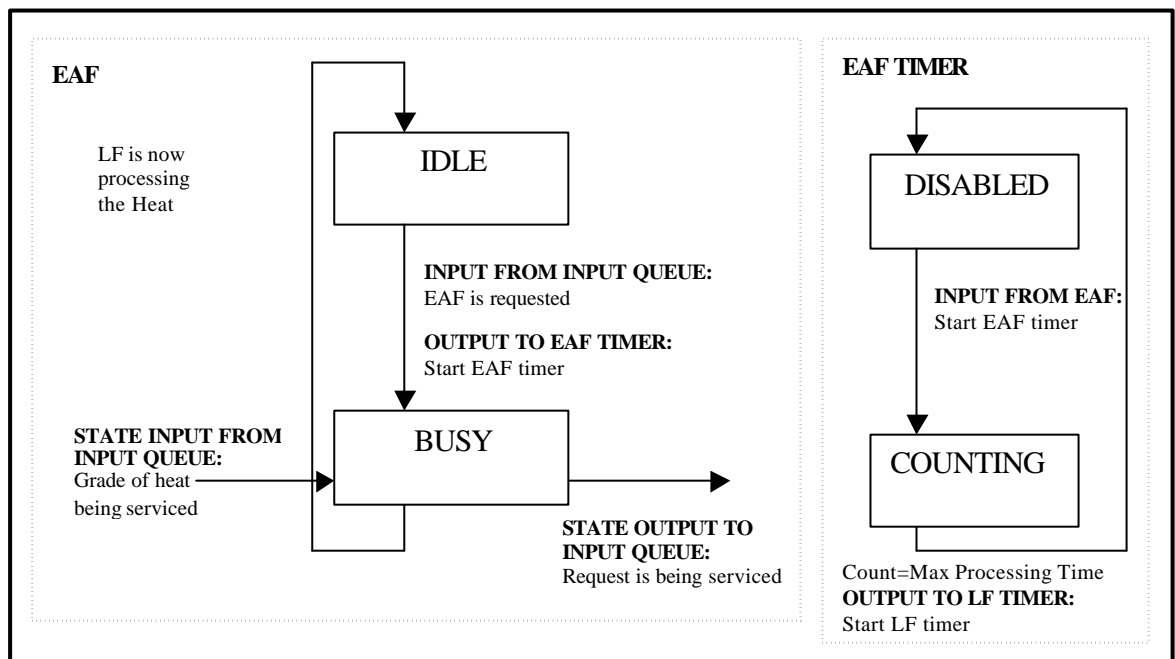 EAF
LF is now
processing
the Heat
IDLE
INPUT FROM INPUT QUEUE:
EAF is requested
OUTPUT TO EAF TIMER:
Start EAF timer
BUSY
STATE INPUT FROM
INPUT QUEUE:
Grade of heat
being serviced
STATE OUTPUT TO
INPUT QUEUE:
Request is being serviced
EAF TIMER
DISABLED
INPUT FROM EAF:
Start EAF timer
COUNTING
Count=Max Processing Time
OUTPUT TO LF TIMER:
Start LF timer